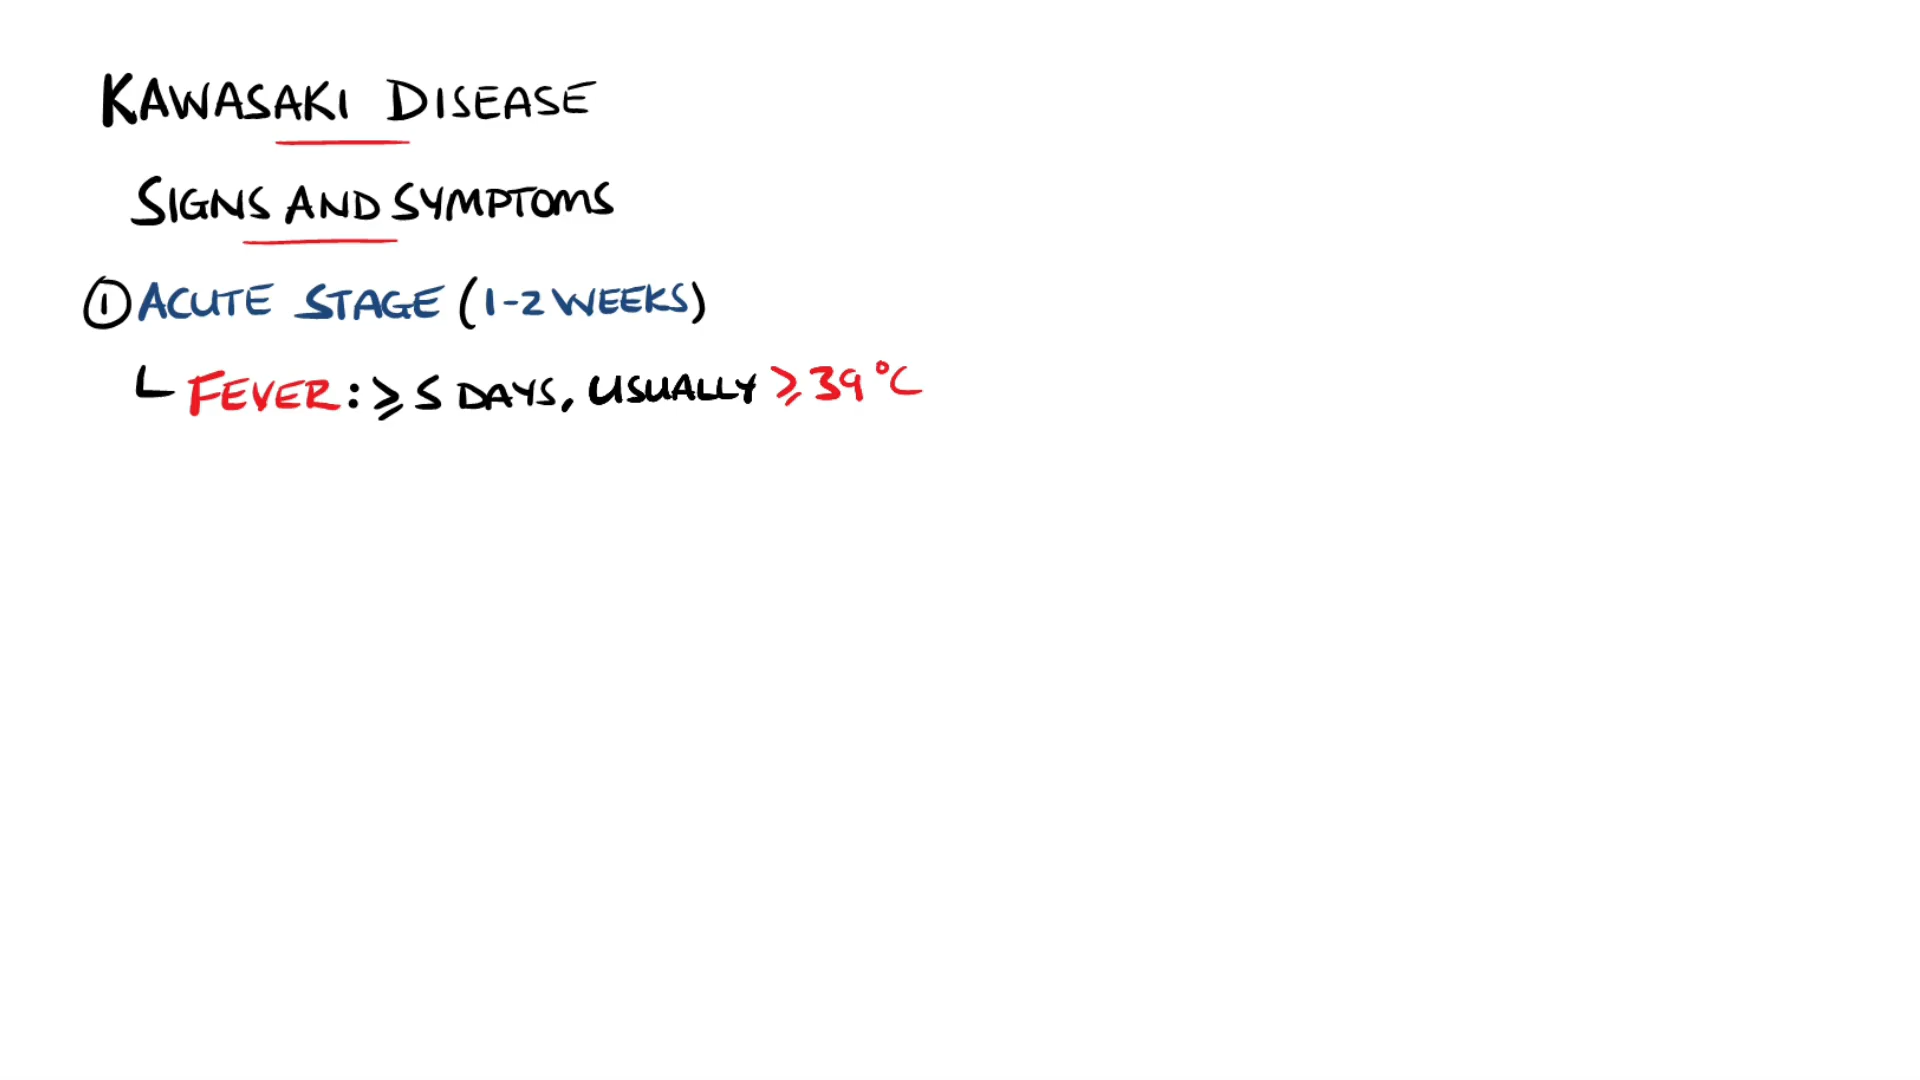 KAWASAKI DISEASE
SIGNS AND SYMPTOMS
① ACUTE STAGE (1-2 WEEKS)
└ FEVER: ⩾ 5 DAYS, USUALLY ⩾ 39°C